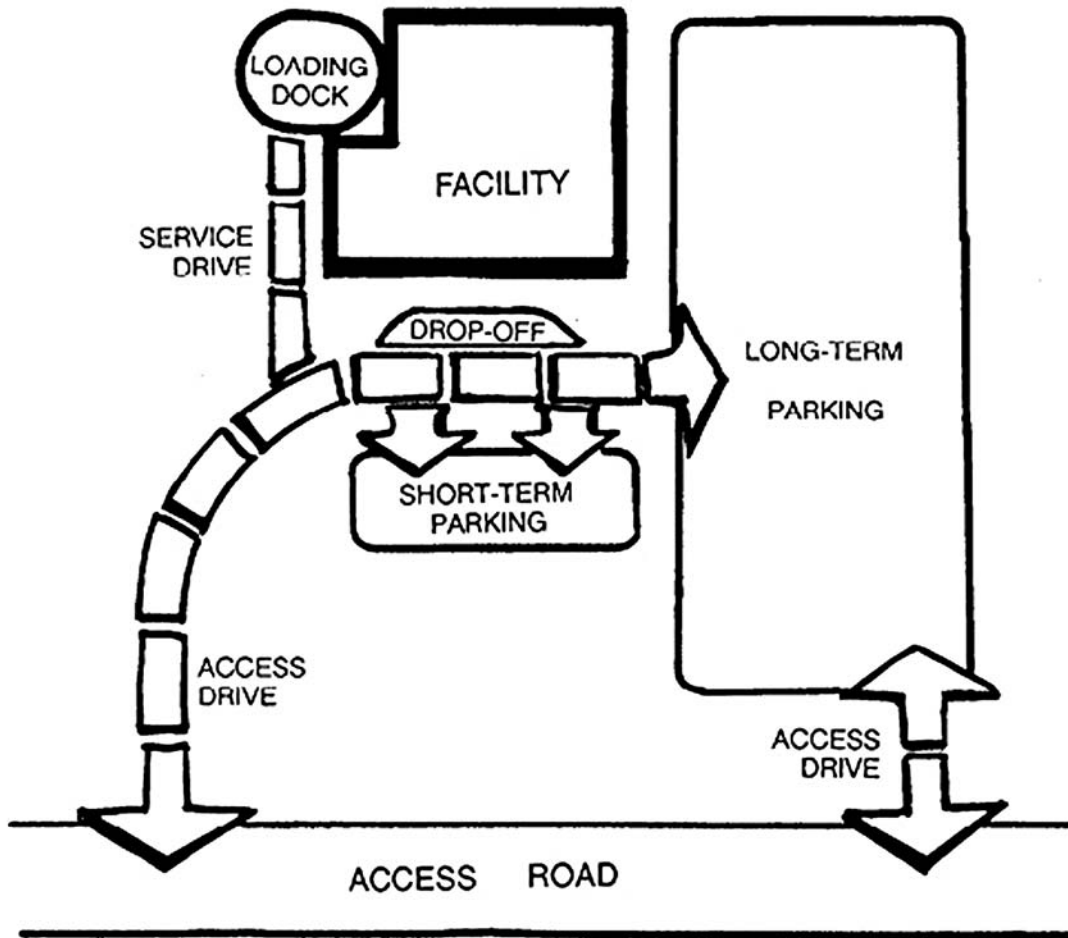 LOADING
DOCK
FACILITY
SERVICE
DRIVE
DROP-OFF
LONG-TERM
PARKING
SHORT-TERM
PARKING
ACCESS
DRIVE
ACCESS
DRIVE
ACCESS ROAD